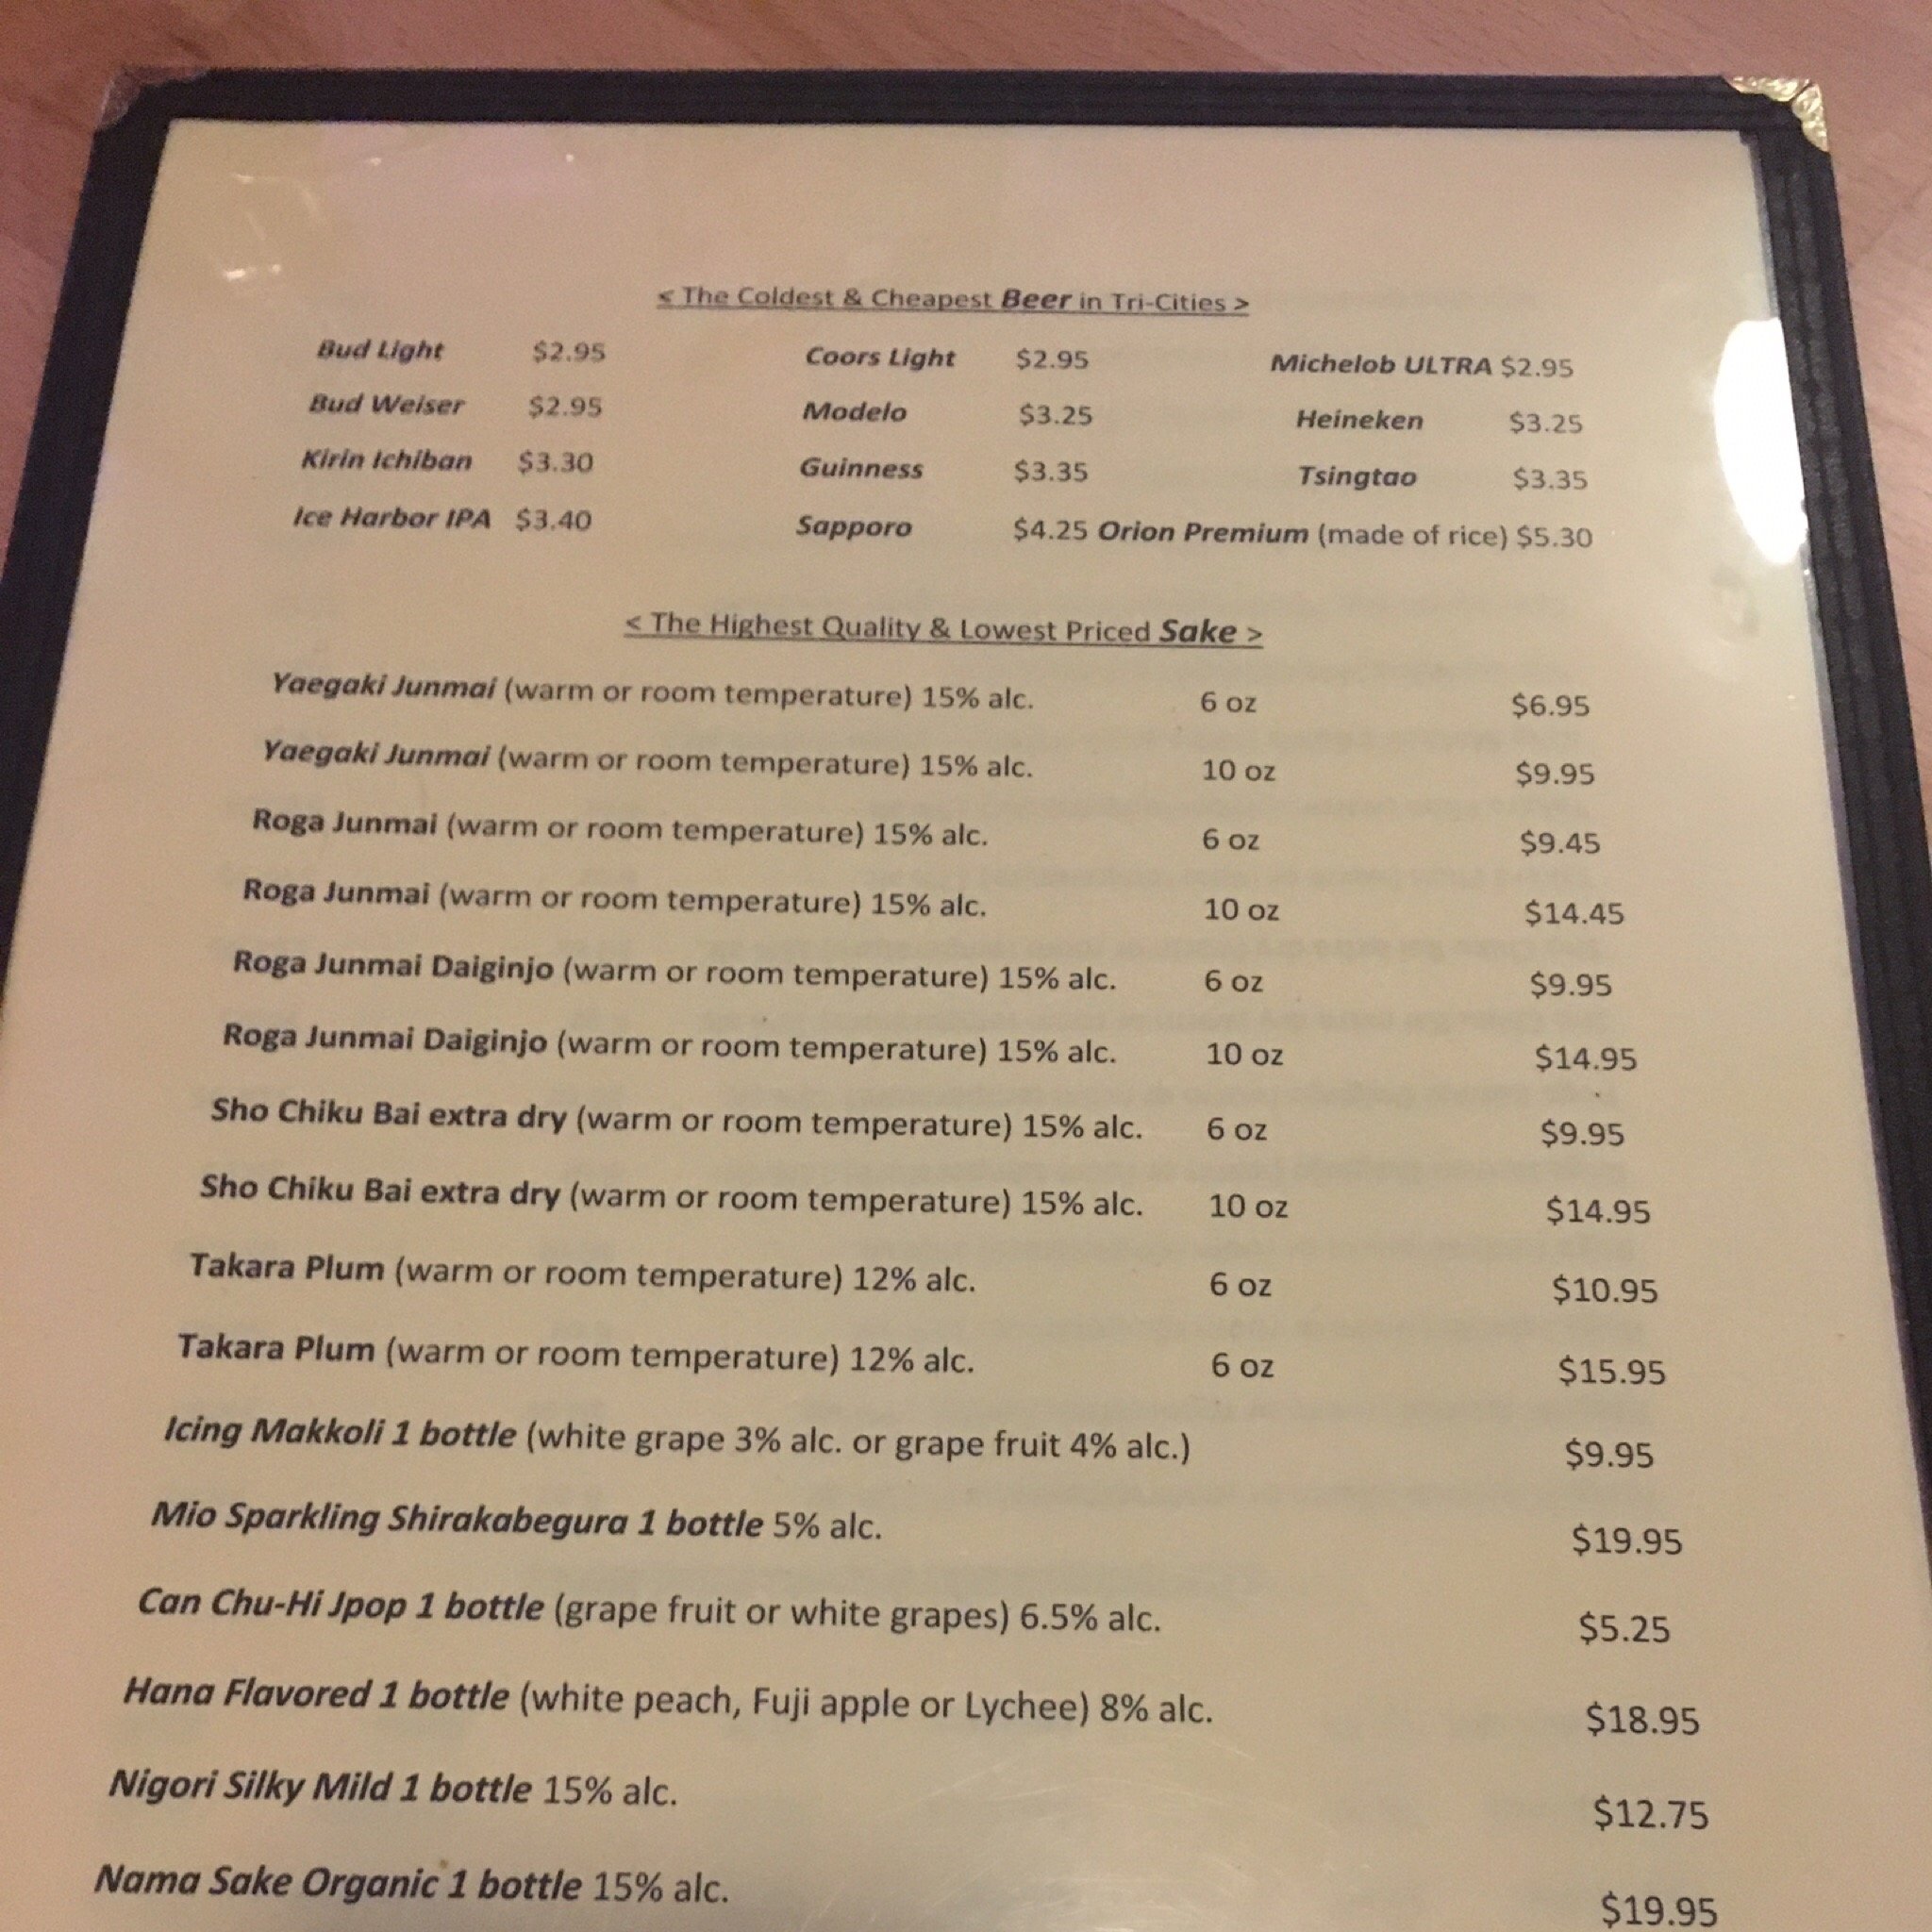 < The Coldest & Cheapest Beer in Tri-Cities >
Bud Light $2.95 Coors Light $2.95 Michelob ULTRA $2.95
Bud Weiser $2.95 Modelo $3.25 Heineken $3.25
Kirin Ichiban $3.30 Guinness $3.35 Tsingtao $3.35
Ice Harbor IPA $3.40 Sapporo $4.25 Orion Premium (made of rice) $5.30
< The Highest Quality & Lowest Priced Sake >
Yaegaki Junmai (warm or room temperature) 15% alc. 6 oz $6.95
Yaegaki Junmai (warm or room temperature) 15% alc. 10 oz $9.95
Roga Junmai (warm or room temperature) 15% alc. 6 oz $9.45
Roga Junmai (warm or room temperature) 15% alc. 10 oz $14.45
Roga Junmai Daiginjo (warm or room temperature) 15% alc. 6 oz $9.95
Roga Junmai Daiginjo (warm or room temperature) 15% alc. 10 oz $14.95
Sho Chiku Bai extra dry (warm or room temperature) 15% alc. 6 oz $9.95
Sho Chiku Bai extra dry (warm or room temperature) 15% alc. 10 oz $14.95
Takara Plum (warm or room temperature) 12% alc. 6 oz $10.95
Takara Plum (warm or room temperature) 12% alc. 6 oz $15.95
Icing Makkoli 1 bottle (white grape 3% alc. or grape fruit 4% alc.) $9.95
Mio Sparkling Shirakabegura 1 bottle 5% alc. $19.95
Can Chu-Hi Jpop 1 bottle (grape fruit or white grapes) 6.5% alc. $5.25
Hana Flavored 1 bottle (white peach, Fuji apple or Lychee) 8% alc. $18.95
Nigori Silky Mild 1 bottle 15% alc. $12.75
Nama Sake Organic 1 bottle 15% alc. $19.95